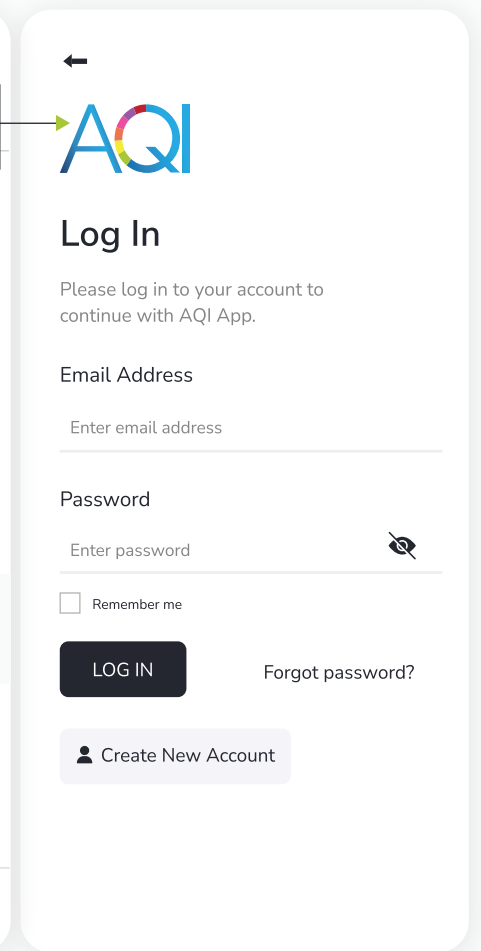 AQI
Log In
Please log in to your account to
continue with AQI App.
Email Address
Enter email address
Password
Enter password
Remember me
LOG IN
Forgot password?
Create New Account